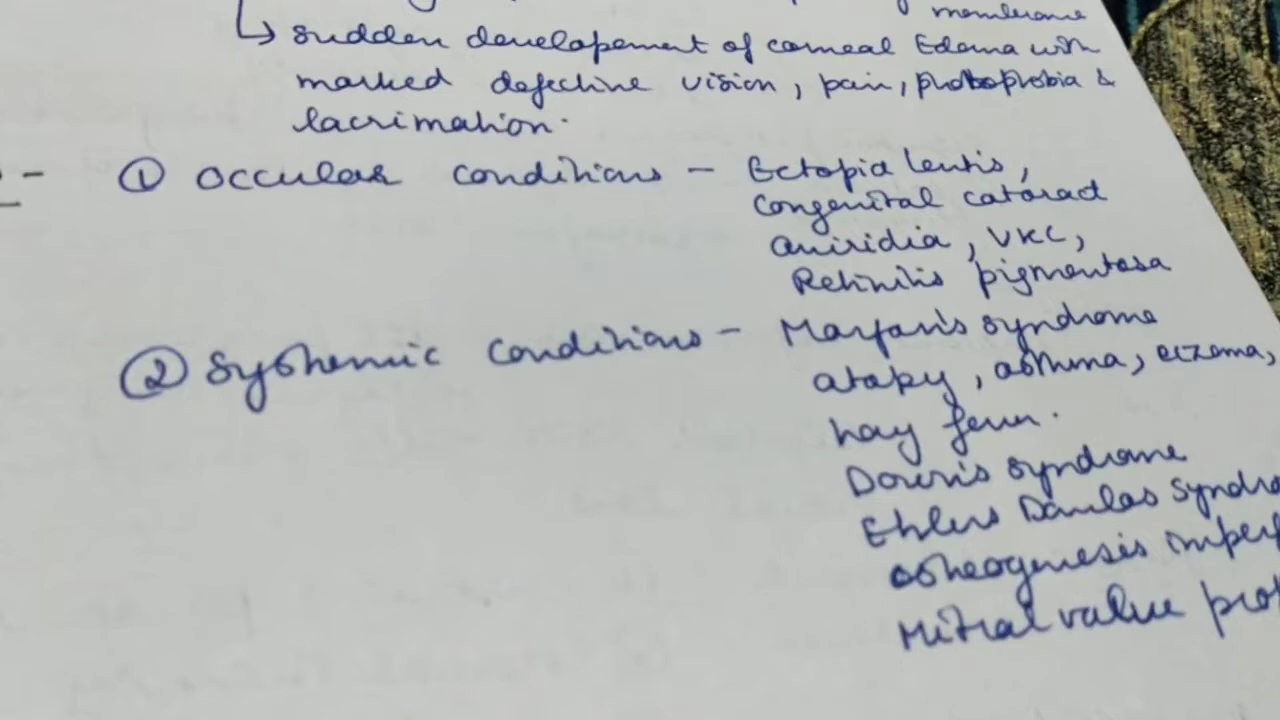 membrane
↳ sudden developement of corneal Edema with
marked defective vision, pain, photophobia &
lacrimation.
① Occular conditions - Ectopia lentis,
Congenital cataract
aniridia, VKC,
Retinitis pigmentosa
② Systemic conditions - Marfan's syndrome
atopy, asthma, eczema,
hay fever.
Down's syndrome
Ehlers Danlas Syndro
osteogenesis imperf
Mitral valve pro